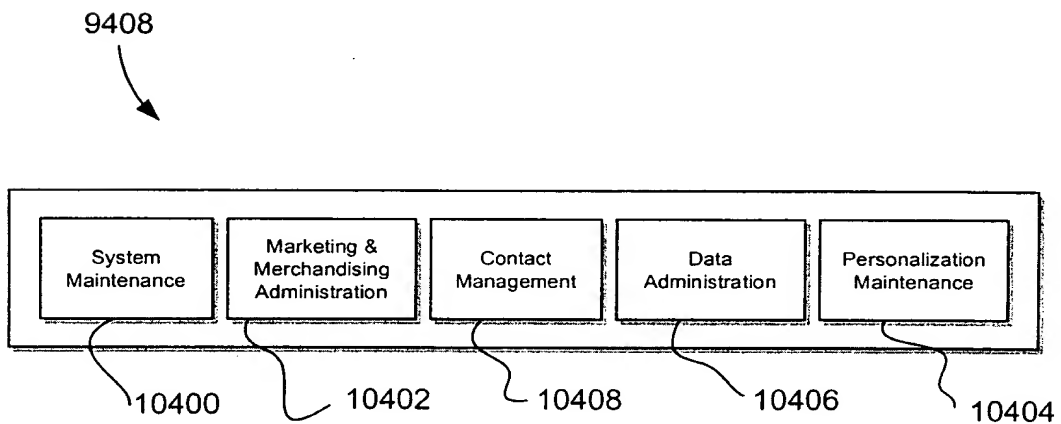 9408
System
Maintenance
Marketing &
Merchandising
Administration
Contact
Management
Data
Administration
Personalization
Maintenance
10400
10402
10408
10406
10404